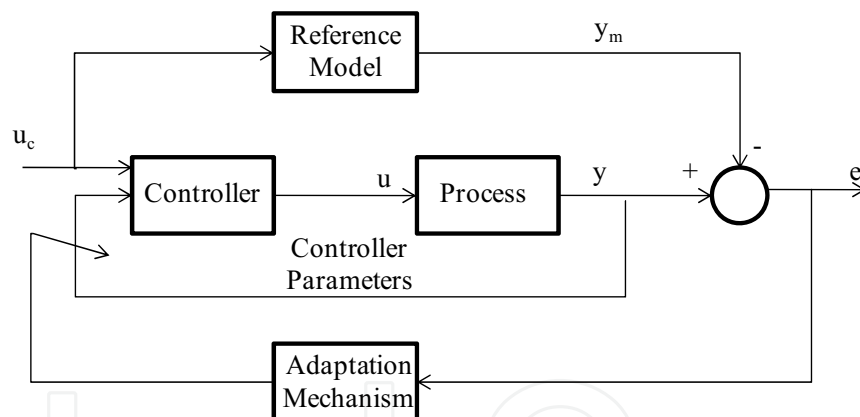 Reference
Model
y_m
u_c
-
Controller
u
Process
y
+
e
Controller
Parameters
Adaptation
Mechanism